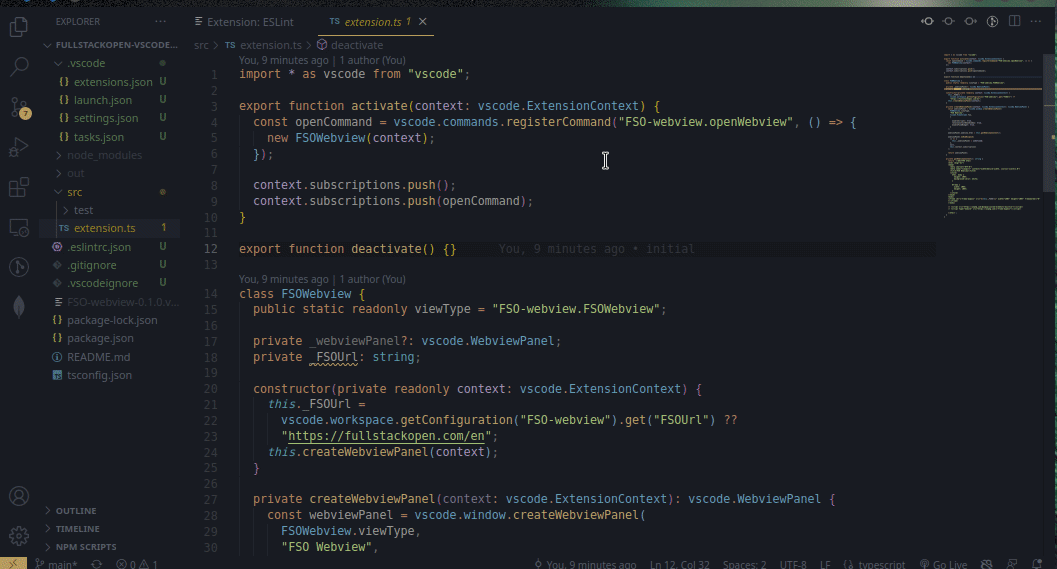 EXPLORER
FULLSTACKOPEN-VSCODE...
.vscode
{} extensions.json U
{} launch.json U
{} settings.json U
{} tasks.json U
node_modules
out
src
test
TS extension.ts 1
.eslintrc.json U
.gitignore U
.vscodeignore U
FSO-webview-0.1.0.v...
{} package-lock.json
{} package.json
README.md
tsconfig.json
OUTLINE
TIMELINE
NPM SCRIPTS
7
Extension: ESLint
TS extension.ts 1
src > TS extension.ts > deactivate
You, 9 minutes ago | 1 author (You)
1 import * as vscode from "vscode";
2
3 export function activate(context: vscode.ExtensionContext) {
4 const openCommand = vscode.commands.registerCommand("FSO-webview.openWebview", () => {
5 new FSOWebview(context);
6 });
7
8 context.subscriptions.push();
9 context.subscriptions.push(openCommand);
10 }
11
12 export function deactivate() {} You, 9 minutes ago • initial
13
You, 9 minutes ago | 1 author (You)
14 class FSOWebview {
15 public static readonly viewType = "FSO-webview.FSOWebview";
16
17 private _webviewPanel?: vscode.WebviewPanel;
18 private _FSOUrl: string;
19
20 constructor(private readonly context: vscode.ExtensionContext) {
21 this._FSOUrl =
22 vscode.workspace.getConfiguration("FSO-webview").get("FSOUrl") ??
23 "https://fullstackopen.com/en";
24 this.createWebviewPanel(context);
25 }
26
27 private createWebviewPanel(context: vscode.ExtensionContext): vscode.WebviewPanel {
28 const webviewPanel = vscode.window.createWebviewPanel(
29 FSOWebview.viewType,
30 "FSO Webview",
main* 0 1 You, 9 minutes ago Ln 12, Col 32 Spaces: 2 UTF-8 LF {} typescript Go Live